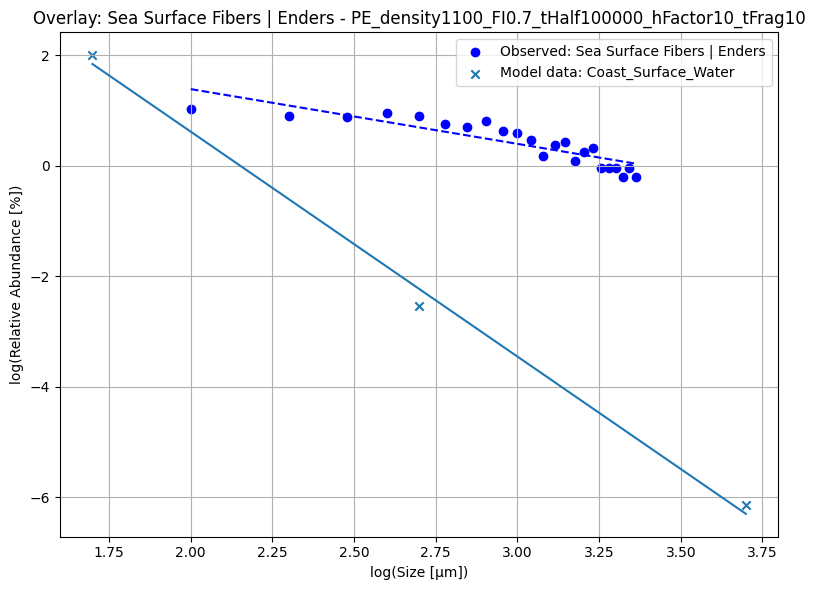 Overlay: Sea Surface Fibers | Enders - PE_density1100_FI0.7_tHalf100000_hFactor10_tFrag10
Observed: Sea Surface Fibers | Enders
Model data: Coast_Surface_Water
log(Relative Abundance [%])
2
0
−2
−4
−6
1.75 2.00 2.25 2.50 2.75 3.00 3.25 3.50 3.75
log(Size [µm])